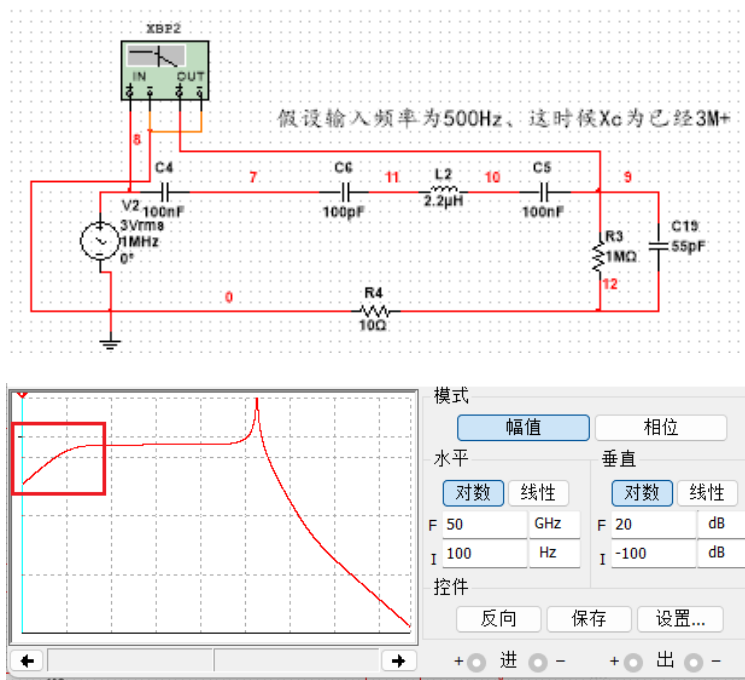 XBP2
IN OUT
假设输入频率为500Hz、这时候Xc为已经3M+
8
C4 7 C6 11 L2 10 C5 9
V2 100nF 100pF 2.2μH 100nF
3Vrms
1MHz
0°
R3
1MΩ
C19
55pF
12
0
R4
10Ω
模式
幅值 相位
水平 垂直
对数 线性 对数 线性
F 50 GHz F 20 dB
I 100 Hz I -100 dB
控件
反向 保存 设置...
+ 进 - + 出 -